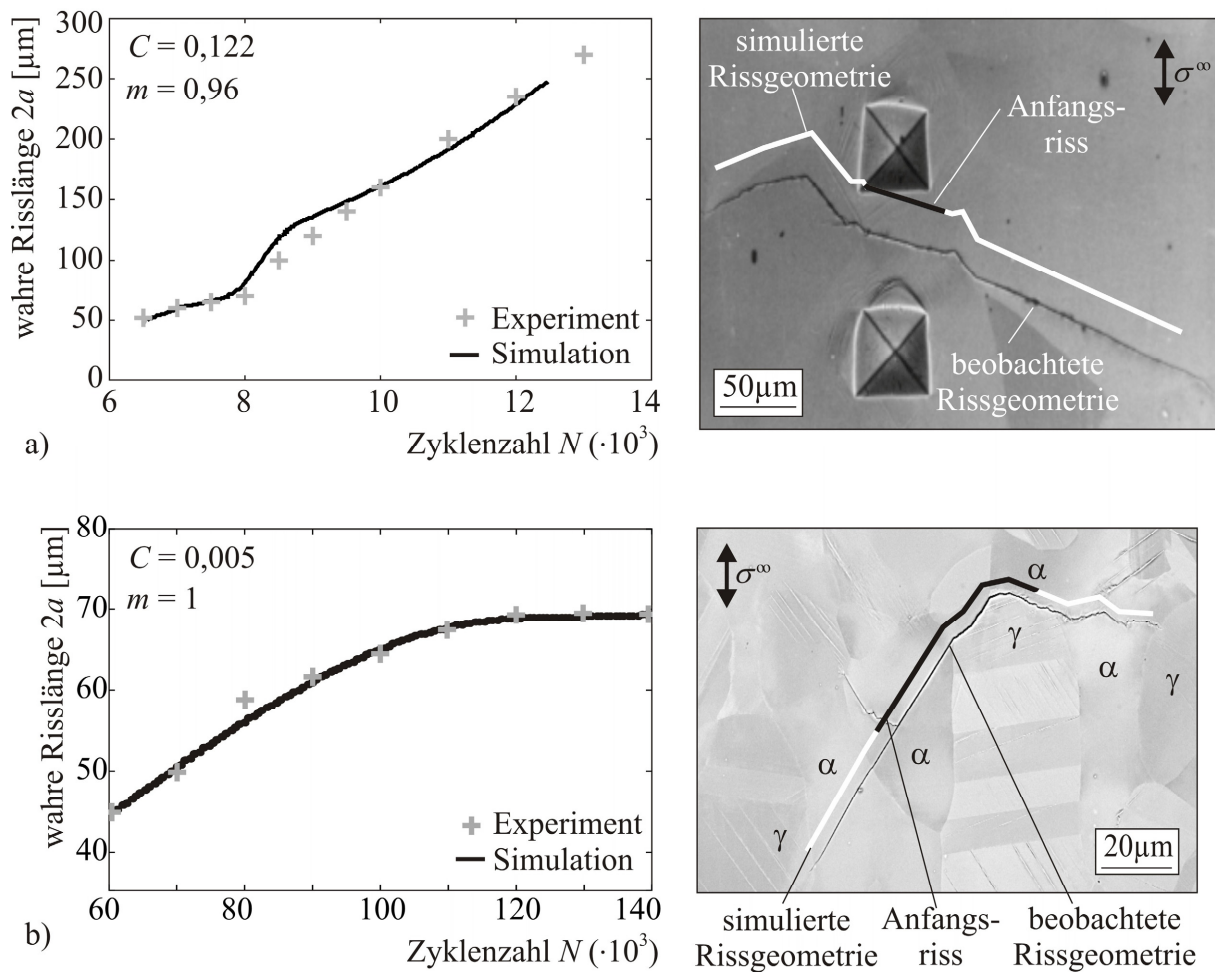 300
250
200
150
100
50
0
wahre Risslänge 2a [µm]
C = 0,122
m = 0,96
Experiment
Simulation
6 8 10 12 14
Zyklenzahl N (·10³)
a)
simulierte
Rissgeometrie
Anfangs-
riss
σ∞
50µm
beobachtete
Rissgeometrie
80
70
60
50
40
wahre Risslänge 2a [µm]
C = 0,005
m = 1
Experiment
Simulation
60 80 100 120 140
Zyklenzahl N (·10³)
b)
σ∞
α
γ
α
γ
α
α
γ
20µm
simulierte
Rissgeometrie
Anfangs-
riss
beobachtete
Rissgeometrie